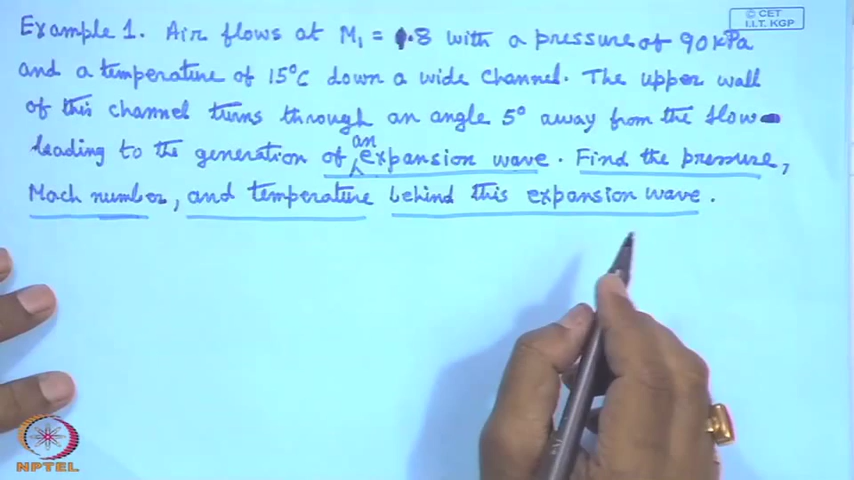 © CET
I.I.T. KGP
Example 1. Air flows at M₁ = 1.8 with a pressure of 90 kPa
and a temperature of 15°C down a wide channel. The upper wall
of this channel turns through an angle 5° away from the flow
leading to the generation of an expansion wave. Find the pressure,
Mach number, and temperature behind this expansion wave.
NPTEL